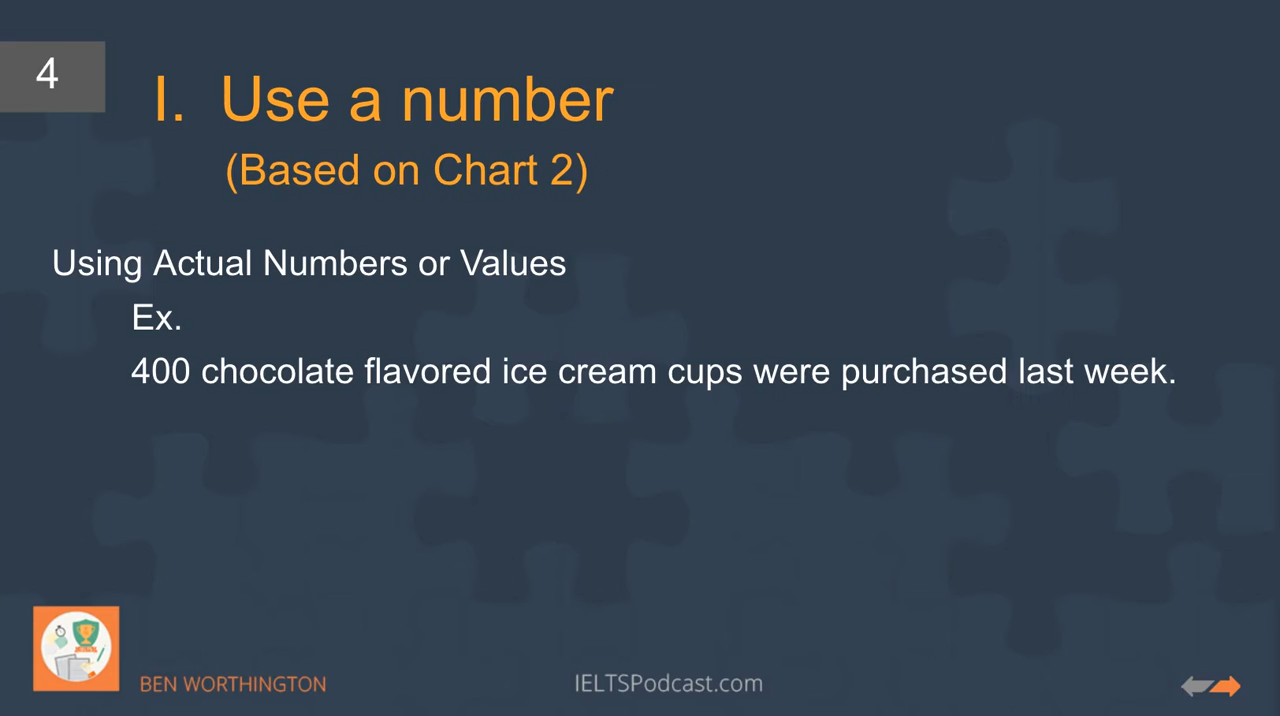 4
I. Use a number
(Based on Chart 2)
Using Actual Numbers or Values
Ex.
400 chocolate flavored ice cream cups were purchased last week.
BEN WORTHINGTON
IELTSPodcast.com